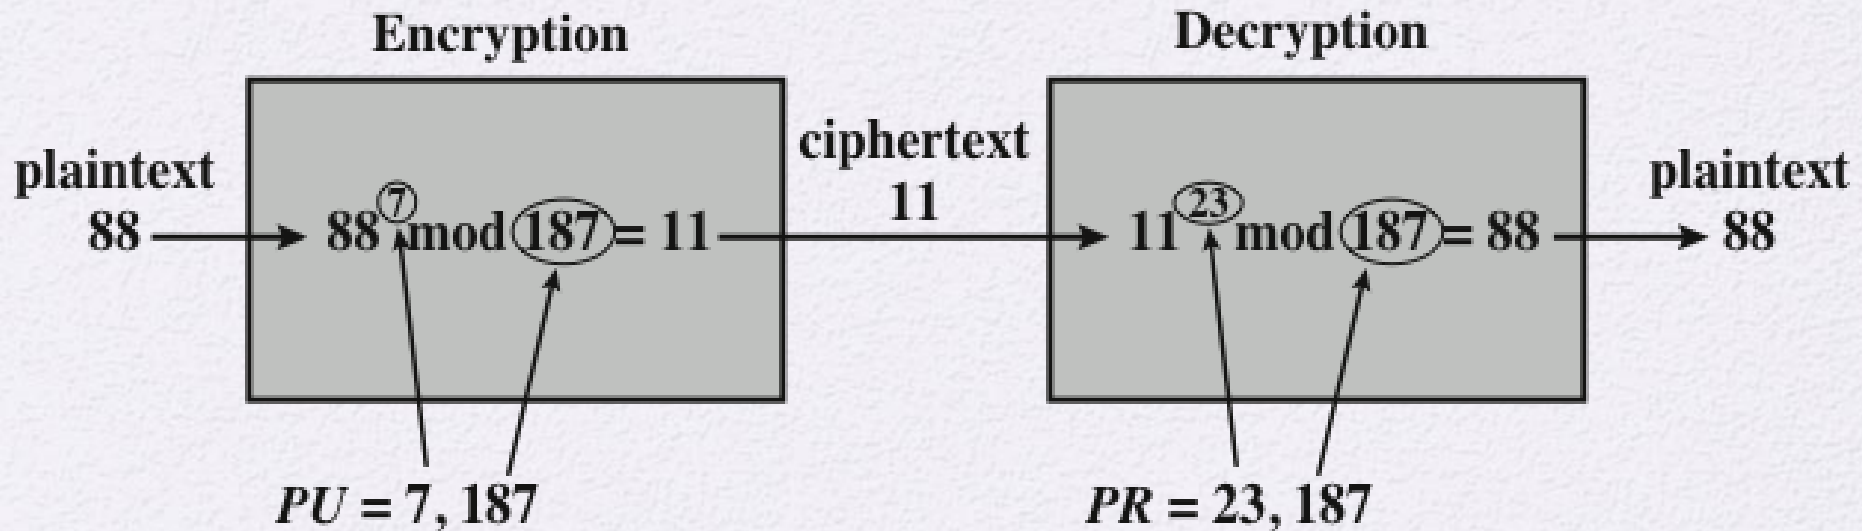 Encryption
Decryption
plaintext
88
88^7 mod 187 = 11
ciphertext
11
11^23 mod 187 = 88
plaintext
88
PU = 7, 187
PR = 23, 187